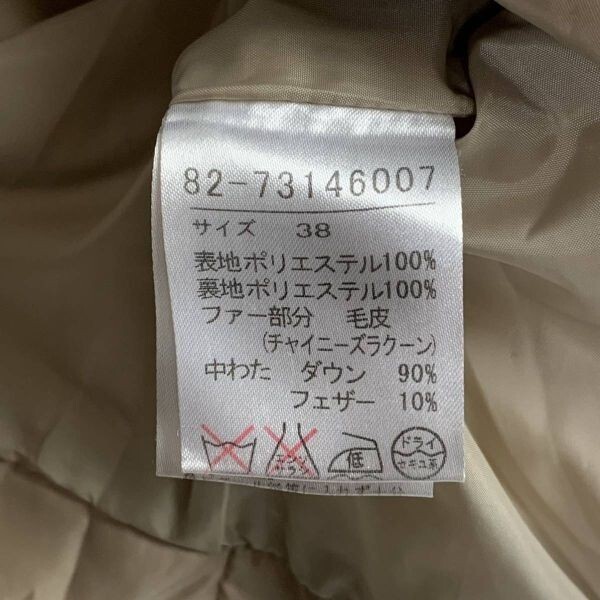 82-73146007
サイズ 38
表地ポリエステル100%
裏地ポリエステル100%
ファー部分 毛皮
(チャイニーズラクーン)
中わた ダウン 90%
フェザー 10%
低
ドライ
セキユ系